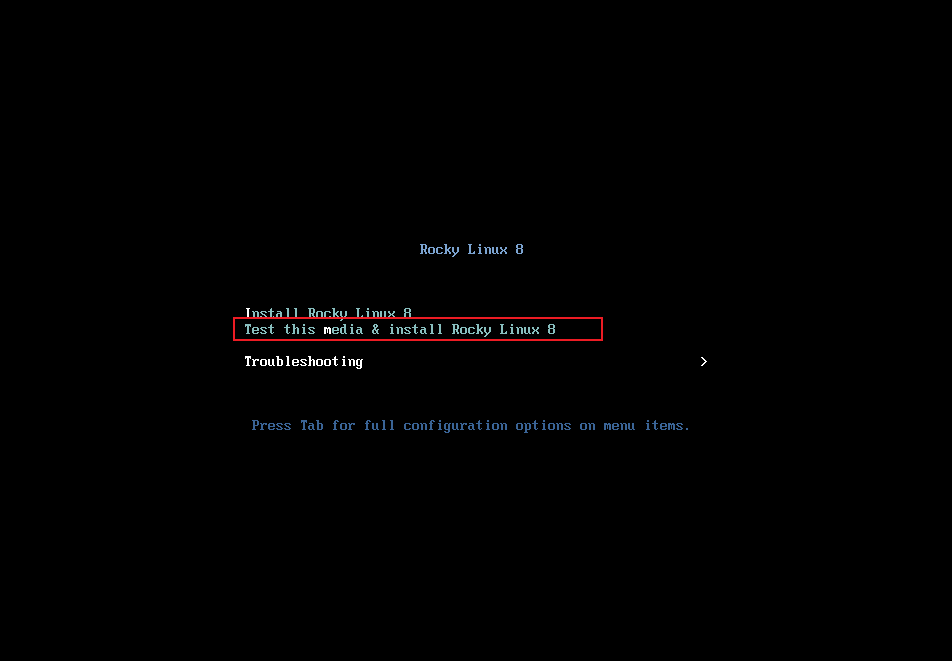 Rocky Linux 8
Install Rocky Linux 8
Test this media & install Rocky Linux 8
Troubleshooting >
Press Tab for full configuration options on menu items.